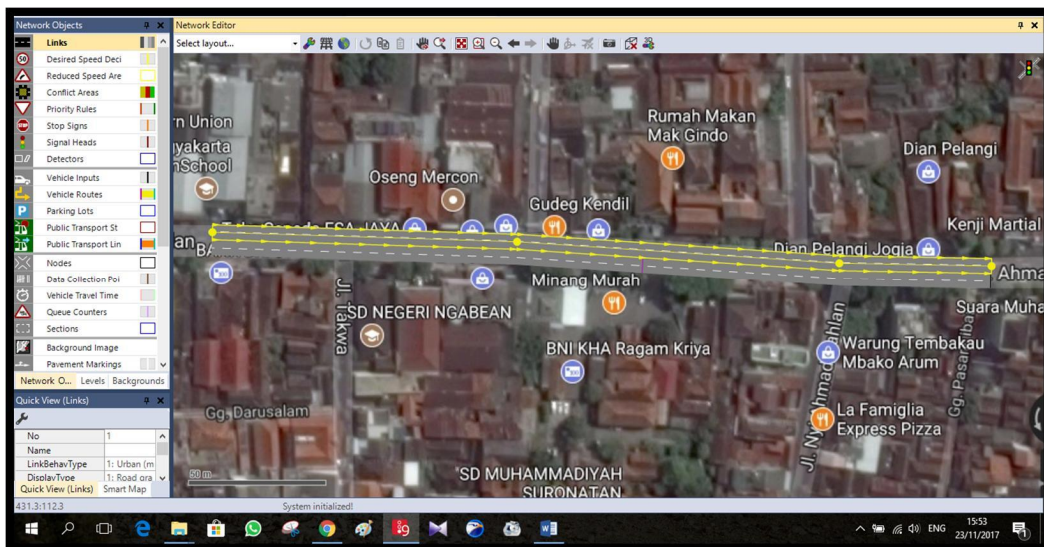 Network Objects
Network Editor
Links
Select layout...
50
Desired Speed Deci
Reduced Speed Are
Conflict Areas
Priority Rules
STOP
Stop Signs
Signal Heads
Detectors
Vehicle Inputs
Vehicle Routes
P
Parking Lots
Public Transport St
Public Transport Lin
Nodes
Data Collection Poi
Vehicle Travel Time
Queue Counters
Sections
Background Image
Pavement Markings
Network O...
Levels
Backgrounds
Quick View (Links)
No
1
Name
LinkBehavType
1: Urban (m
DisplayType
1: Road gra
Quick View (Links)
Smart Map
n Union
yakarta
School
Rumah Makan
Mak Gindo
Dian Pelangi
Oseng Mercon
Gudeg Kendil
Kenji Martial
ESA JAYA
lan
Dian Pelangi Jogja
Ahma
Minang Murah
Jl. Takwa
SD NEGERI NGABEAN
Suara Muha
BNI KHA Ragam Kriya
Warung Tembakau
Mbako Arum
Gg. Darusalam
La Famiglia
Express Pizza
50 m
SD MUHAMMADIYAH
SURONATAN
431.3:112.3
System initialized!
ENG
15:53
23/11/2017